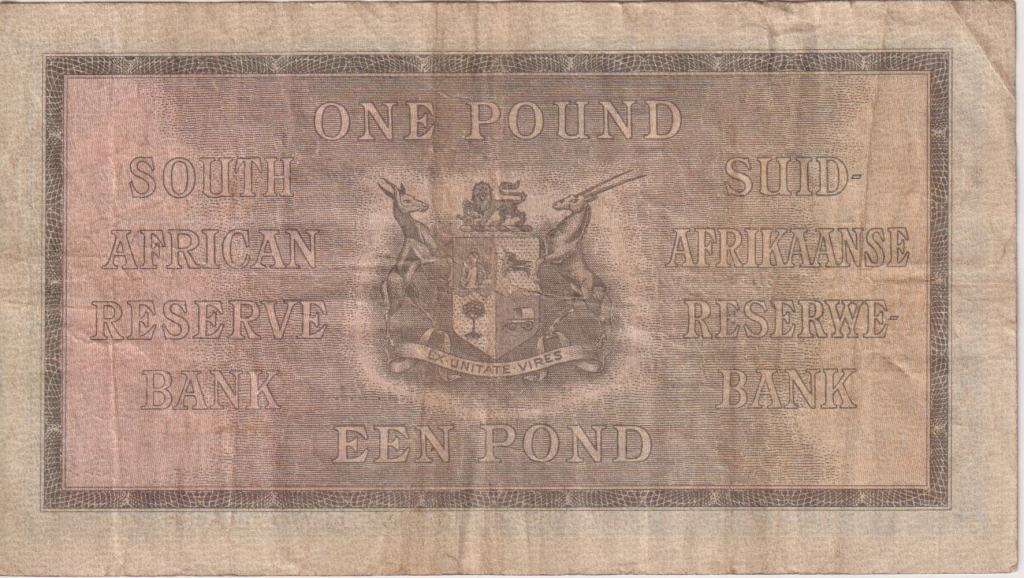 ONE POUND
SOUTH
AFRICAN
RESERVE
BANK
SUID-
AFRIKAANSE
RESERWE-
BANK
EX·UNITATE·VIRES
EEN POND